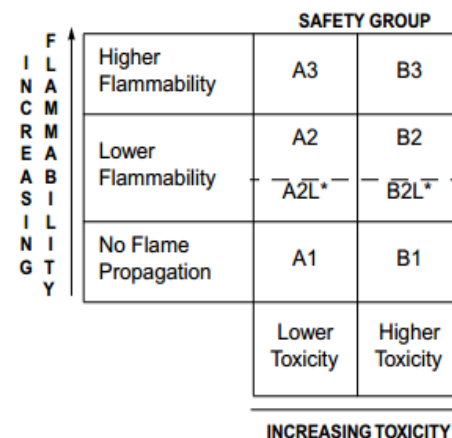 SAFETY GROUP
INCREASING
FLAMMABILITY
Higher
Flammability
A3
B3
Lower
Flammability
A2
B2
A2L*
B2L*
No Flame
Propagation
A1
B1
Lower
Toxicity
Higher
Toxicity
INCREASING TOXICITY